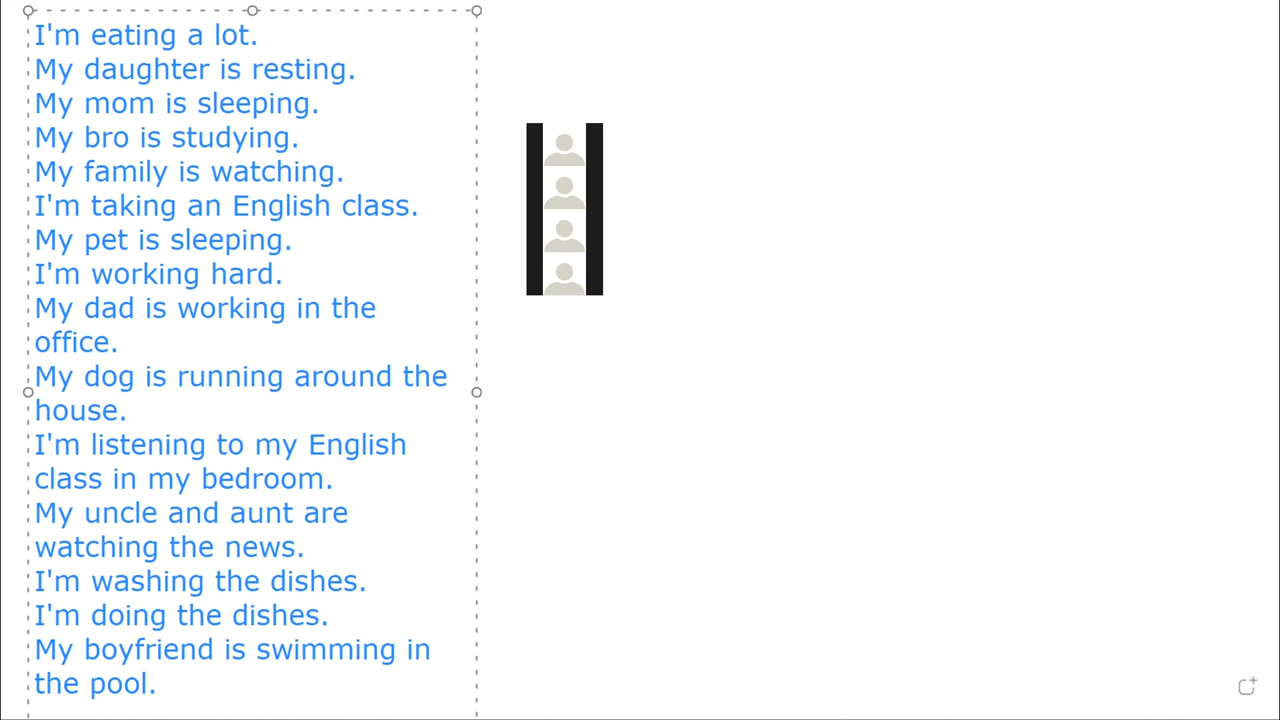 I'm eating a lot.
My daughter is resting.
My mom is sleeping.
My bro is studying.
My family is watching.
I'm taking an English class.
My pet is sleeping.
I'm working hard.
My dad is working in the
office.
My dog is running around the
house.
I'm listening to my English
class in my bedroom.
My uncle and aunt are
watching the news.
I'm washing the dishes.
I'm doing the dishes.
My boyfriend is swimming in
the pool.